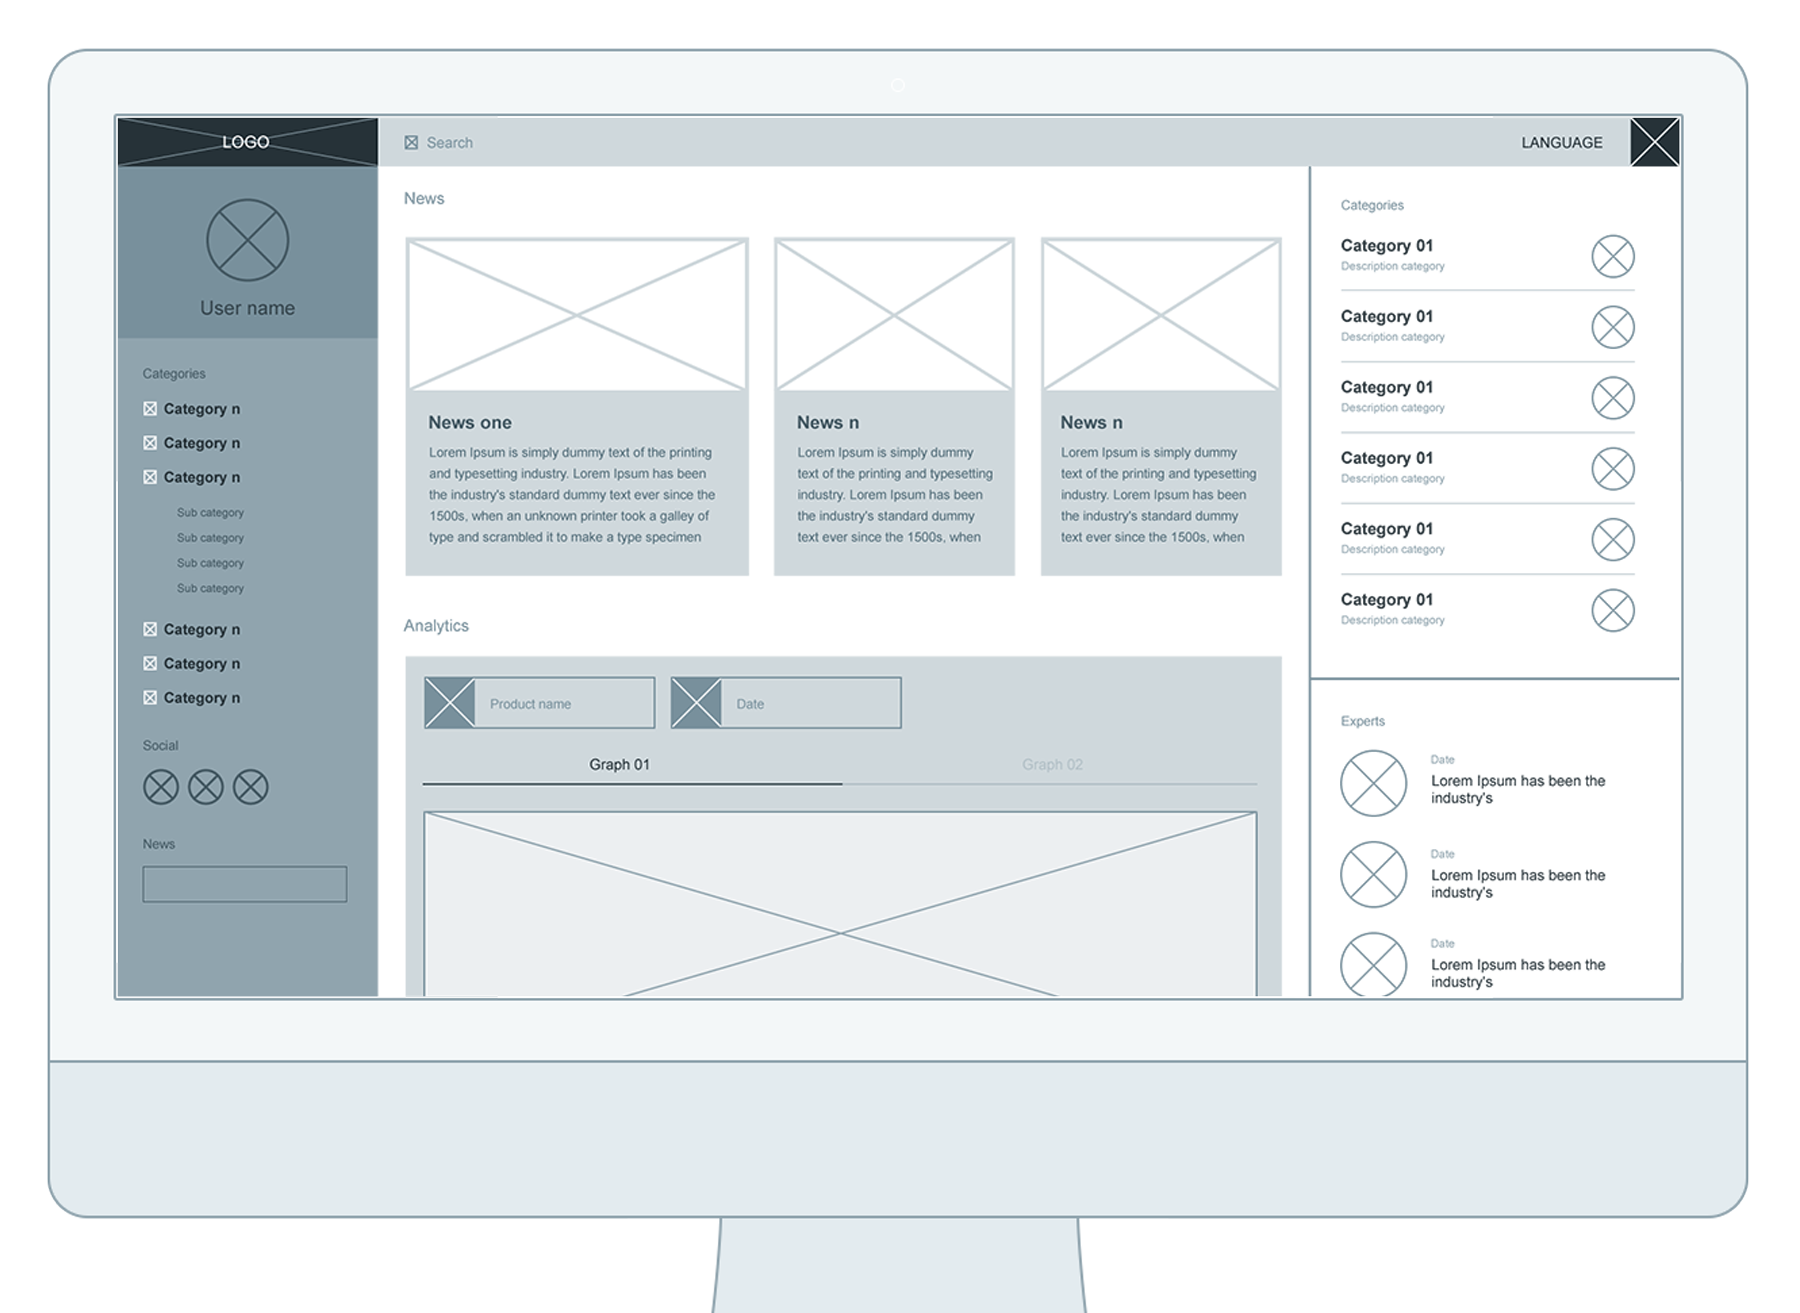 LOGO
Search
LANGUAGE
User name
Categories
Category n
Category n
Category n
Sub category
Sub category
Sub category
Sub category
Category n
Category n
Category n
Social
News
News
News one
Lorem Ipsum is simply dummy text of the printing
and typesetting industry. Lorem Ipsum has been
the industry's standard dummy text ever since the
1500s, when an unknown printer took a galley of
type and scrambled it to make a type specimen
News n
Lorem Ipsum is simply dummy
text of the printing and typesetting
industry. Lorem Ipsum has been
the industry's standard dummy
text ever since the 1500s, when
News n
Lorem Ipsum is simply dummy
text of the printing and typesetting
industry. Lorem Ipsum has been
the industry's standard dummy
text ever since the 1500s, when
Analytics
Product name
Date
Graph 01
Graph 02
Categories
Category 01
Description category
Category 01
Description category
Category 01
Description category
Category 01
Description category
Category 01
Description category
Category 01
Description category
Experts
Date
Lorem Ipsum has been the
industry's
Date
Lorem Ipsum has been the
industry's
Date
Lorem Ipsum has been the
industry's